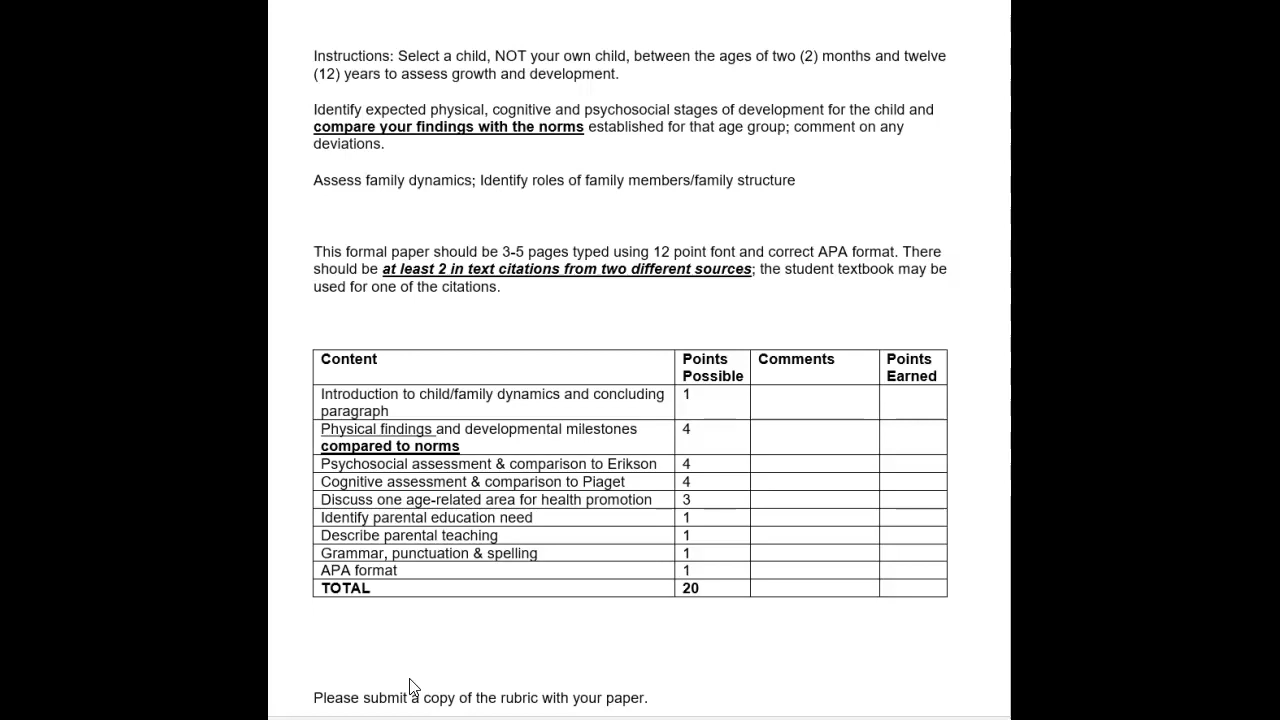 Instructions: Select a child, NOT your own child, between the ages of two (2) months and twelve
(12) years to assess growth and development.
Identify expected physical, cognitive and psychosocial stages of development for the child and
compare your findings with the norms established for that age group; comment on any
deviations.
Assess family dynamics; Identify roles of family members/family structure
This formal paper should be 3-5 pages typed using 12 point font and correct APA format. There
should be at least 2 in text citations from two different sources; the student textbook may be
used for one of the citations.
Content Points Possible Comments Points Earned
Introduction to child/family dynamics and concluding
paragraph 1
Physical findings and developmental milestones
compared to norms 4
Psychosocial assessment & comparison to Erikson 4
Cognitive assessment & comparison to Piaget 4
Discuss one age-related area for health promotion 3
Identify parental education need 1
Describe parental teaching 1
Grammar, punctuation & spelling 1
APA format 1
TOTAL 20
Please submit a copy of the rubric with your paper.